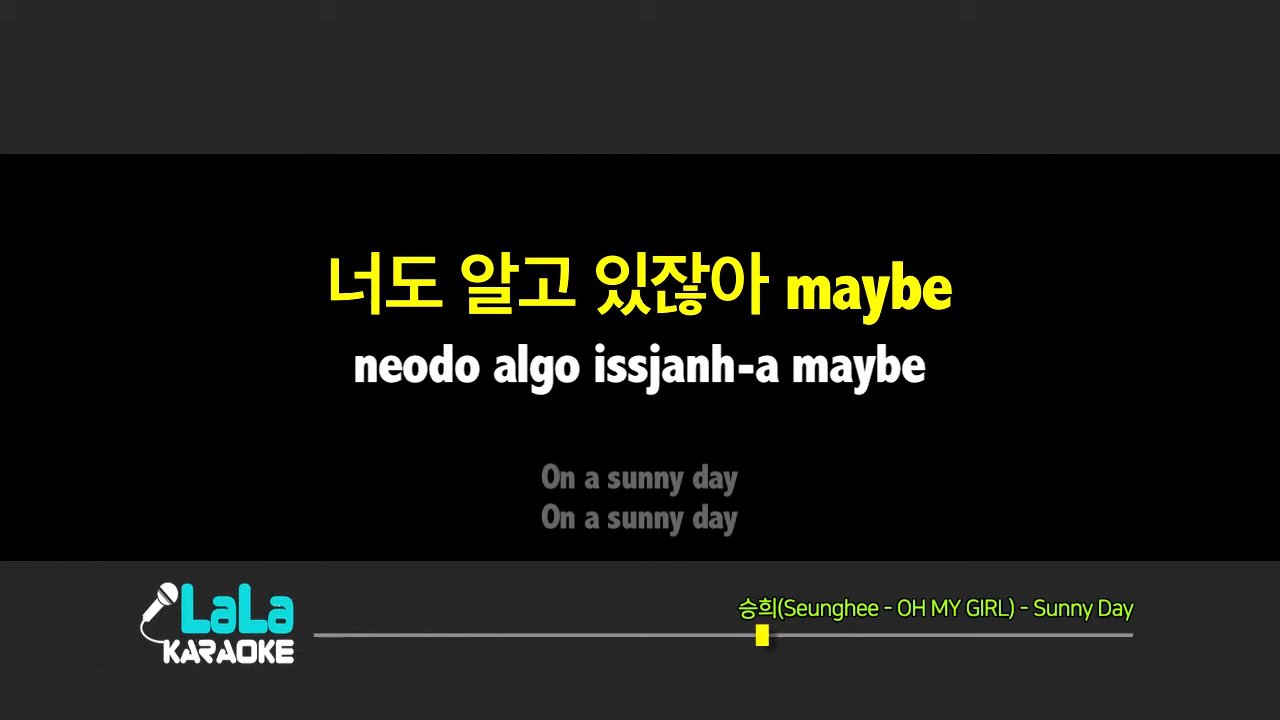 너도 알고 있잖아 maybe
neodo algo issjanh-a maybe
On a sunny day
On a sunny day
LaLa
KARAOKE
승희(Seunghee - OH MY GIRL) - Sunny Day